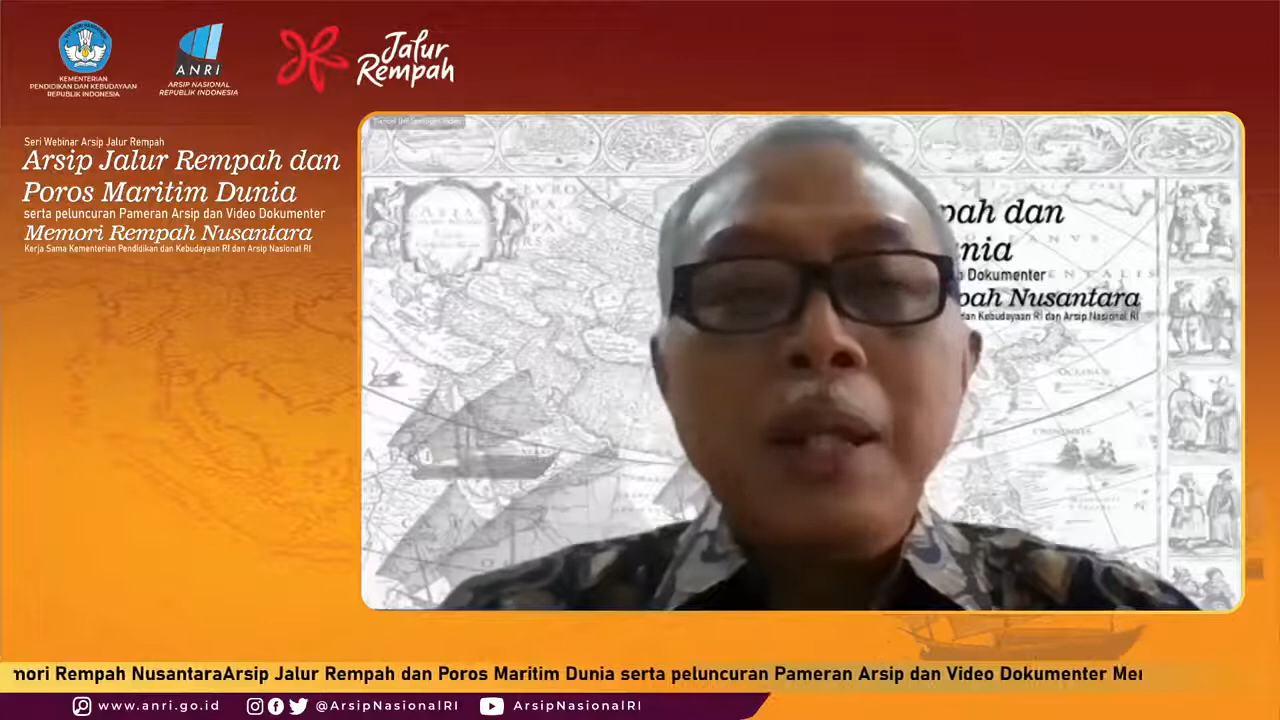 KEMENTERIAN
PENDIDIKAN DAN KEBUDAYAAN
REPUBLIK INDONESIA
ANRI
ARSIP NASIONAL
REPUBLIK INDONESIA
Jalur
Rempah
Seri Webinar Arsip Jalur Rempah
Arsip Jalur Rempah dan
Poros Maritim Dunia
serta peluncuran Pameran Arsip dan Video Dokumenter
Memori Rempah Nusantara
Kerja Sama Kementerian Pendidikan dan Kebudayaan RI dan Arsip Nasional RI
pah dan
nia
Dokumenter
pah Nusantara
dan Kebudayaan RI dan Arsip Nasional RI
mori Rempah NusantaraArsip Jalur Rempah dan Poros Maritim Dunia serta peluncuran Pameran Arsip dan Video Dokumenter Mer
www.anri.go.id @ArsipNasionalRI ArsipNasionalRI